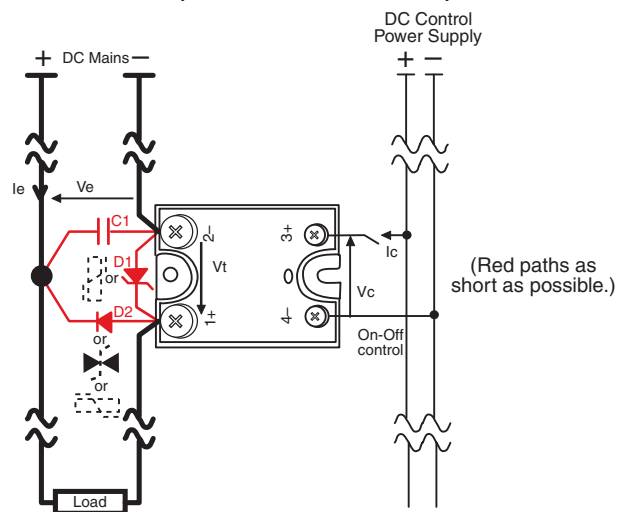 DC Control
Power Supply
+ DC Mains −
+ −
Ie
Ve
C1
2−
3+
Ic
D1
or
Vt
Vc
(Red paths as
short as possible.)
D2
1+
4−
or
On-Off
control
or
Load